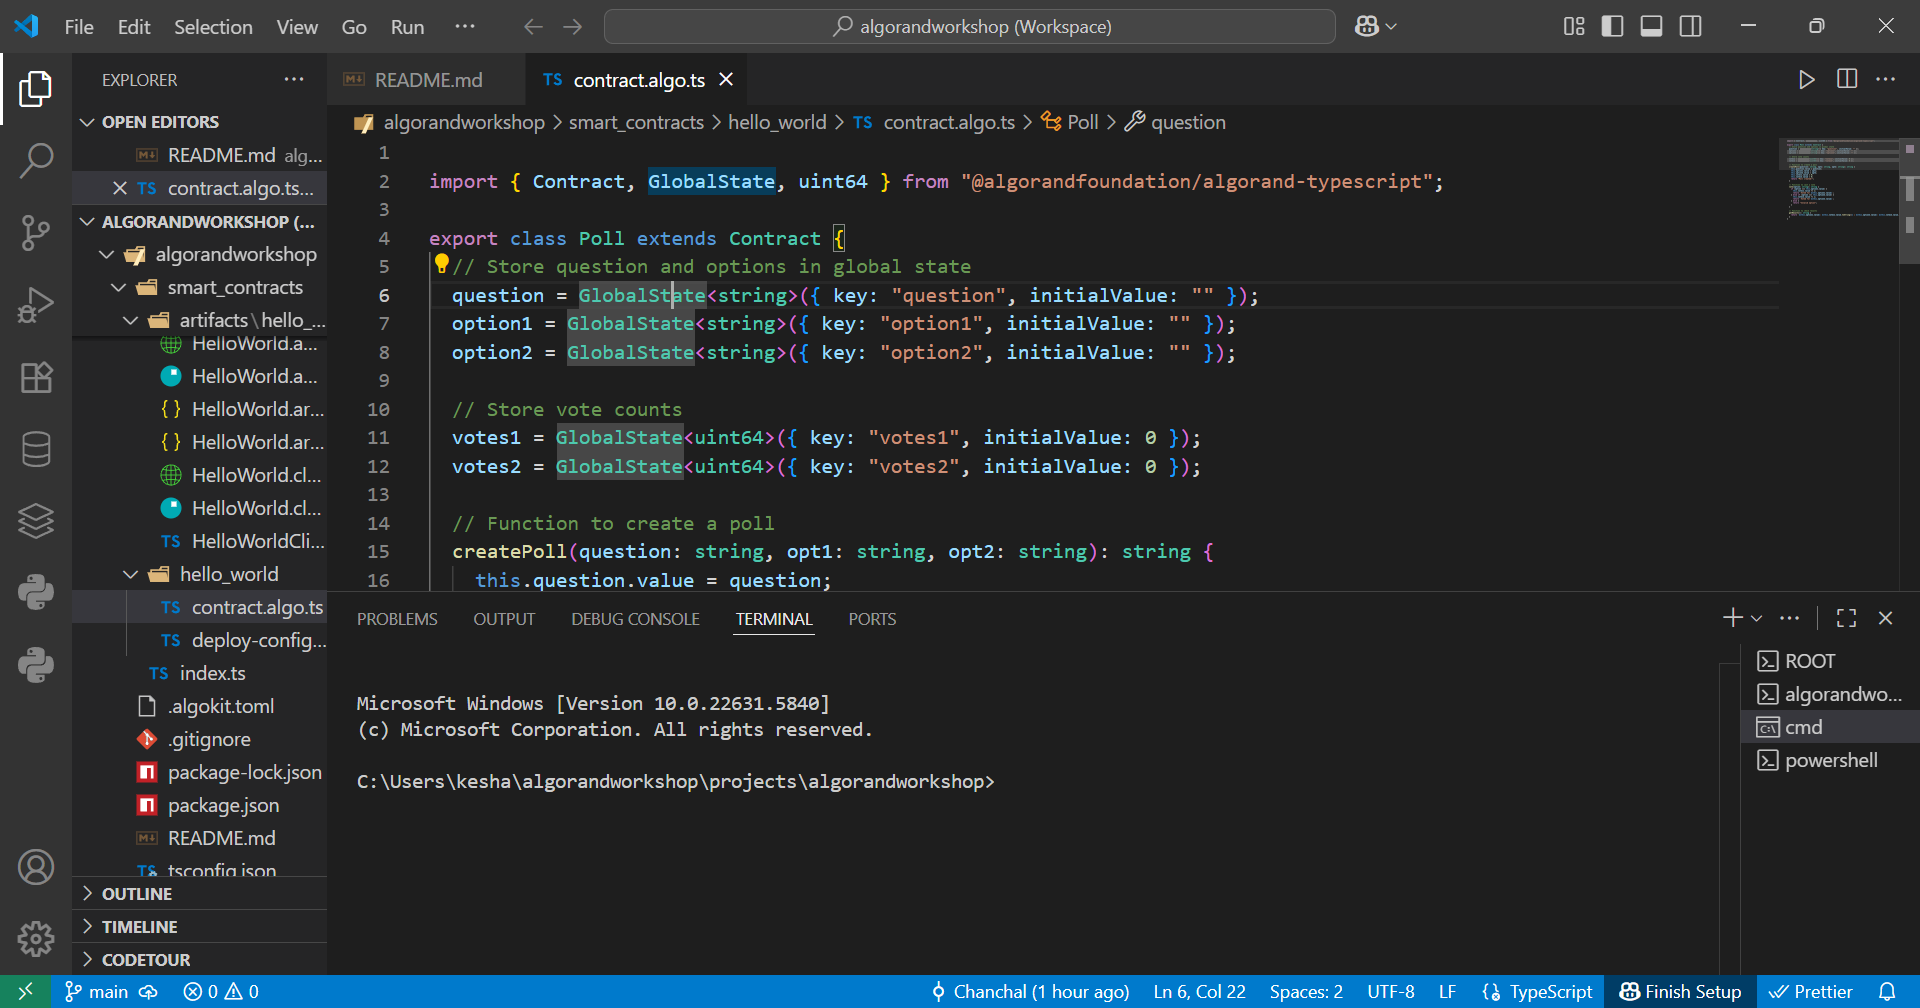 File Edit Selection View Go Run ···
algorandworkshop (Workspace)
EXPLORER ···
OPEN EDITORS
README.md alg...
TS contract.algo.ts...
ALGORANDWORKSHOP (...
algorandworkshop
smart_contracts
artifacts\hello_...
HelloWorld.a...
HelloWorld.a...
{} HelloWorld.ar...
{} HelloWorld.ar...
HelloWorld.cl...
HelloWorld.cl...
TS HelloWorldCli...
hello_world
TS contract.algo.ts
TS deploy-config...
TS index.ts
.algokit.toml
.gitignore
package-lock.json
package.json
README.md
tsconfig.json
OUTLINE
TIMELINE
CODETOUR
README.md
TS contract.algo.ts
algorandworkshop > smart_contracts > hello_world > TS contract.algo.ts > Poll > question
1
2 import { Contract, GlobalState, uint64 } from "@algorandfoundation/algorand-typescript";
3
4 export class Poll extends Contract {
5 // Store question and options in global state
6 question = GlobalState<string>({ key: "question", initialValue: "" });
7 option1 = GlobalState<string>({ key: "option1", initialValue: "" });
8 option2 = GlobalState<string>({ key: "option2", initialValue: "" });
9
10 // Store vote counts
11 votes1 = GlobalState<uint64>({ key: "votes1", initialValue: 0 });
12 votes2 = GlobalState<uint64>({ key: "votes2", initialValue: 0 });
13
14 // Function to create a poll
15 createPoll(question: string, opt1: string, opt2: string): string {
16 this.question.value = question;
PROBLEMS OUTPUT DEBUG CONSOLE TERMINAL PORTS
Microsoft Windows [Version 10.0.22631.5840]
(c) Microsoft Corporation. All rights reserved.
C:\Users\kesha\algorandworkshop\projects\algorandworkshop>
ROOT
algorandwo...
cmd
powershell
main 0 0 Chanchal (1 hour ago) Ln 6, Col 22 Spaces: 2 UTF-8 LF TypeScript Finish Setup Prettier